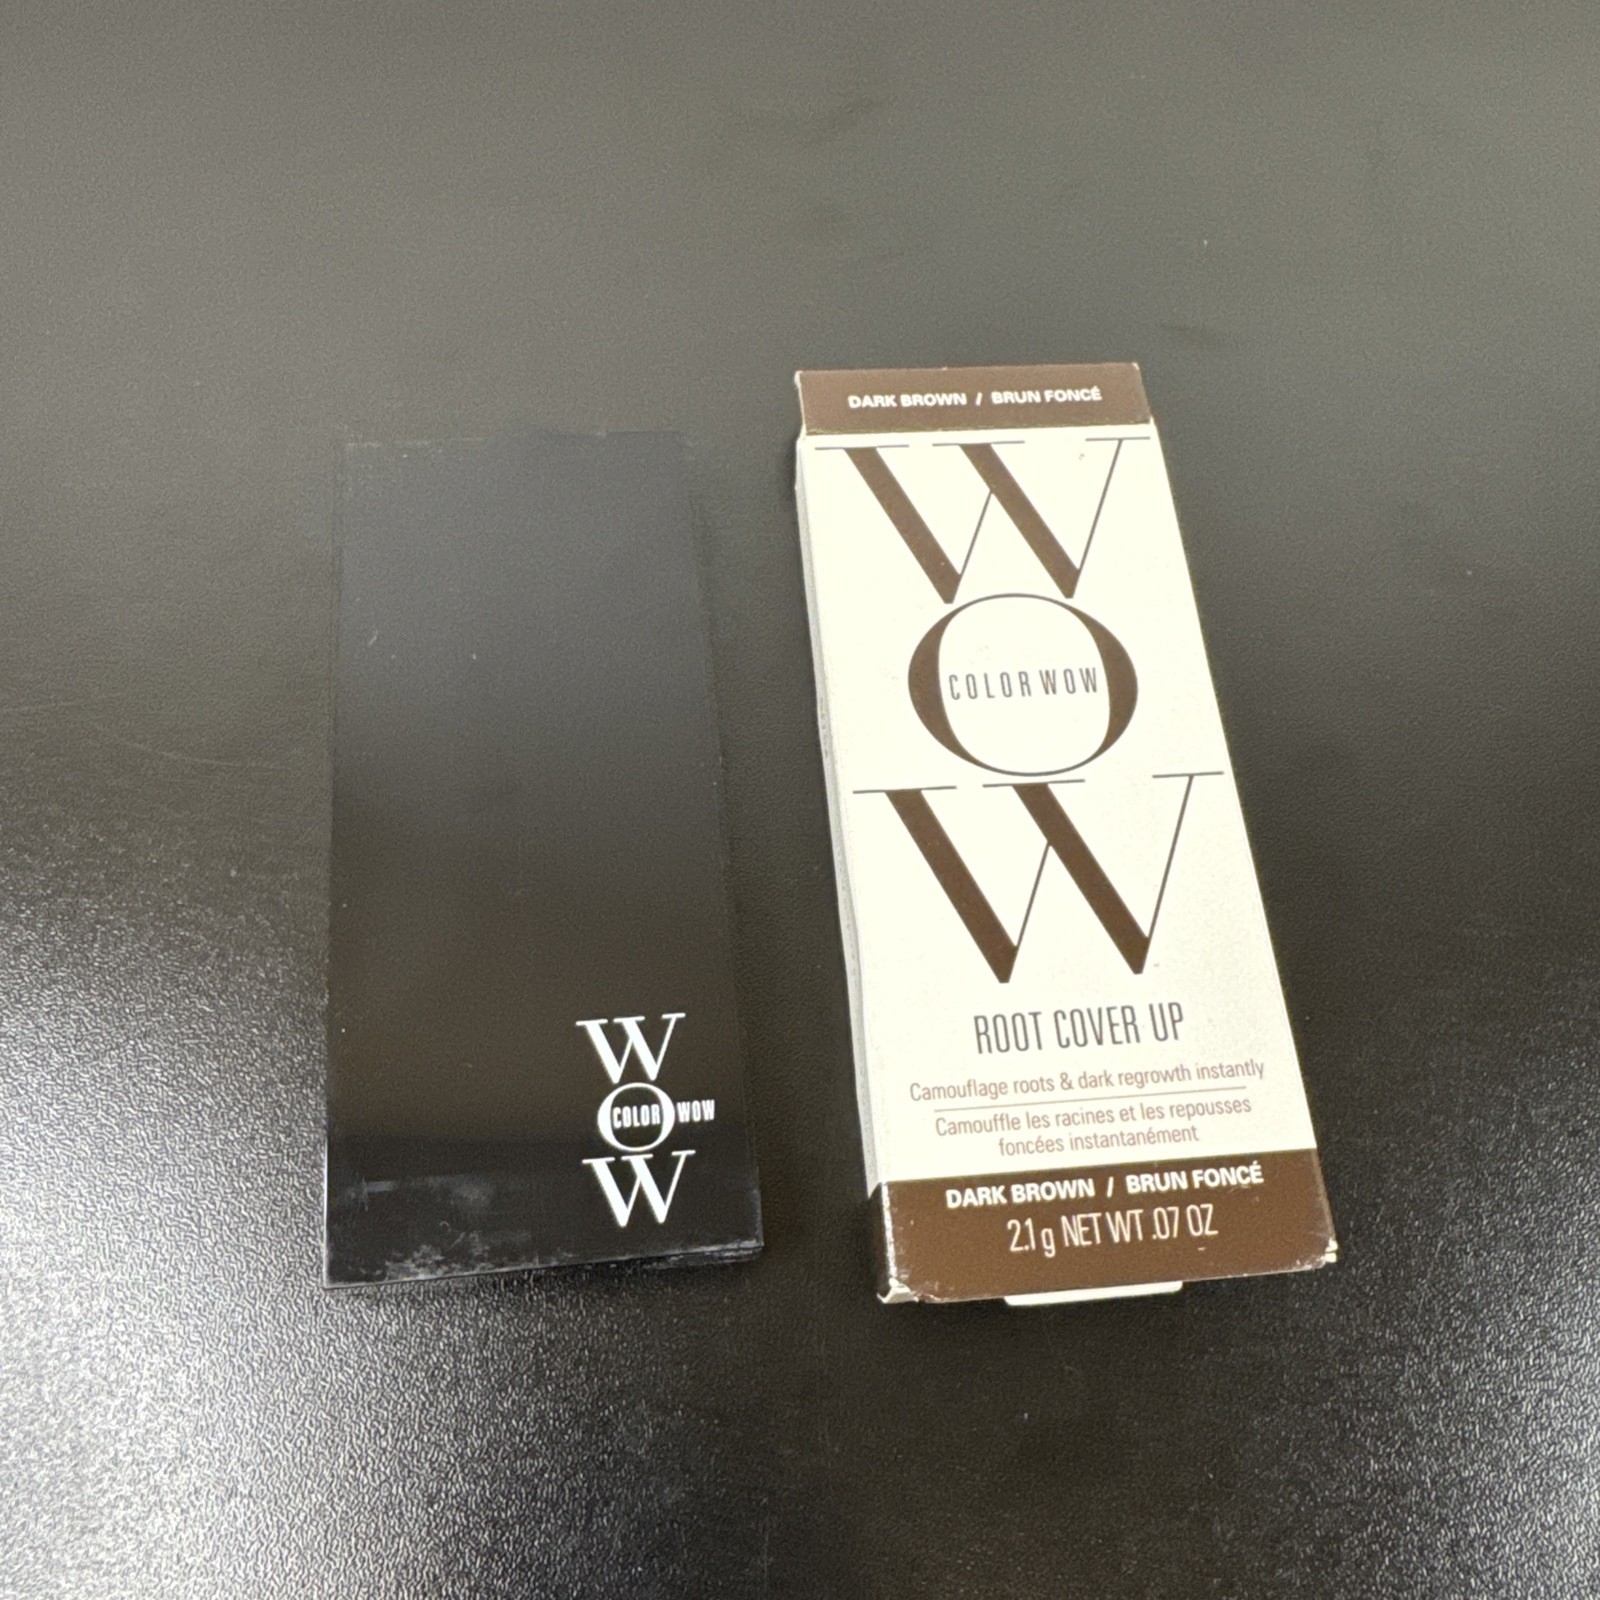 W
O
COLOR WOW
W
DARK BROWN / BRUN FONCÉ
W
O
COLOR WOW
W
ROOT COVER UP
Camouflage roots & dark regrowth instantly
Camouffle les racines et les repousses
foncées instantanément
DARK BROWN / BRUN FONCÉ
2.1 g NET WT .07 OZ